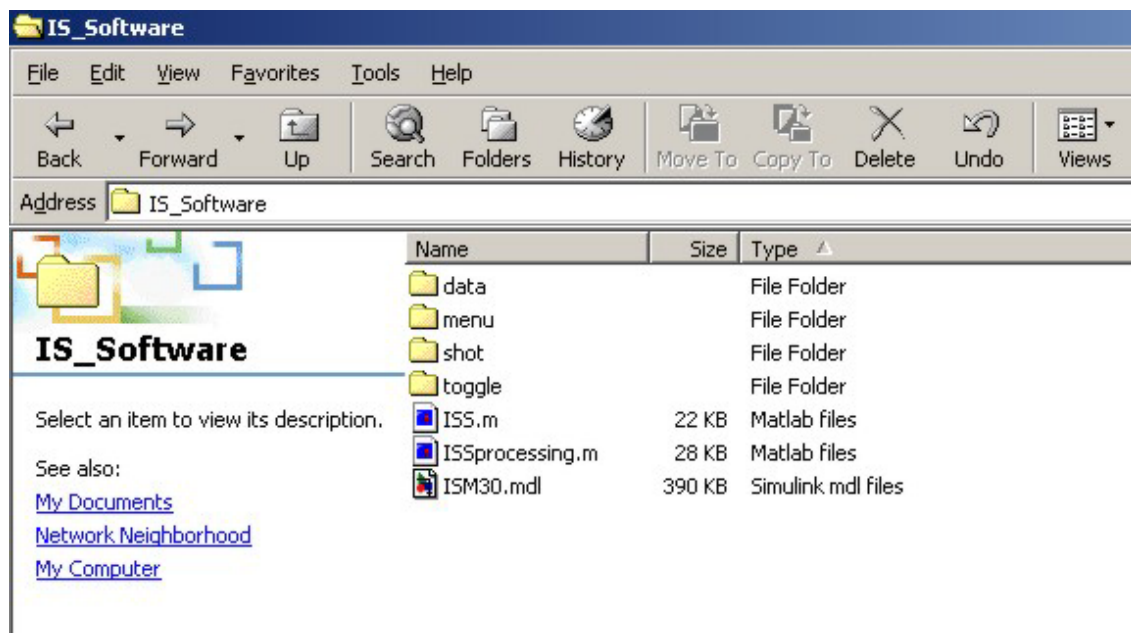 IS_Software
File Edit View Favorites Tools Help
Back Forward Up Search Folders History Move To Copy To Delete Undo Views
Address IS_Software
Name Size Type
data File Folder
menu File Folder
IS_Software
shot File Folder
toggle File Folder
Select an item to view its description.
ISS.m 22 KB Matlab files
ISSprocessing.m 28 KB Matlab files
See also:
ISM30.mdl 390 KB Simulink mdl files
My Documents
Network Neighborhood
My Computer